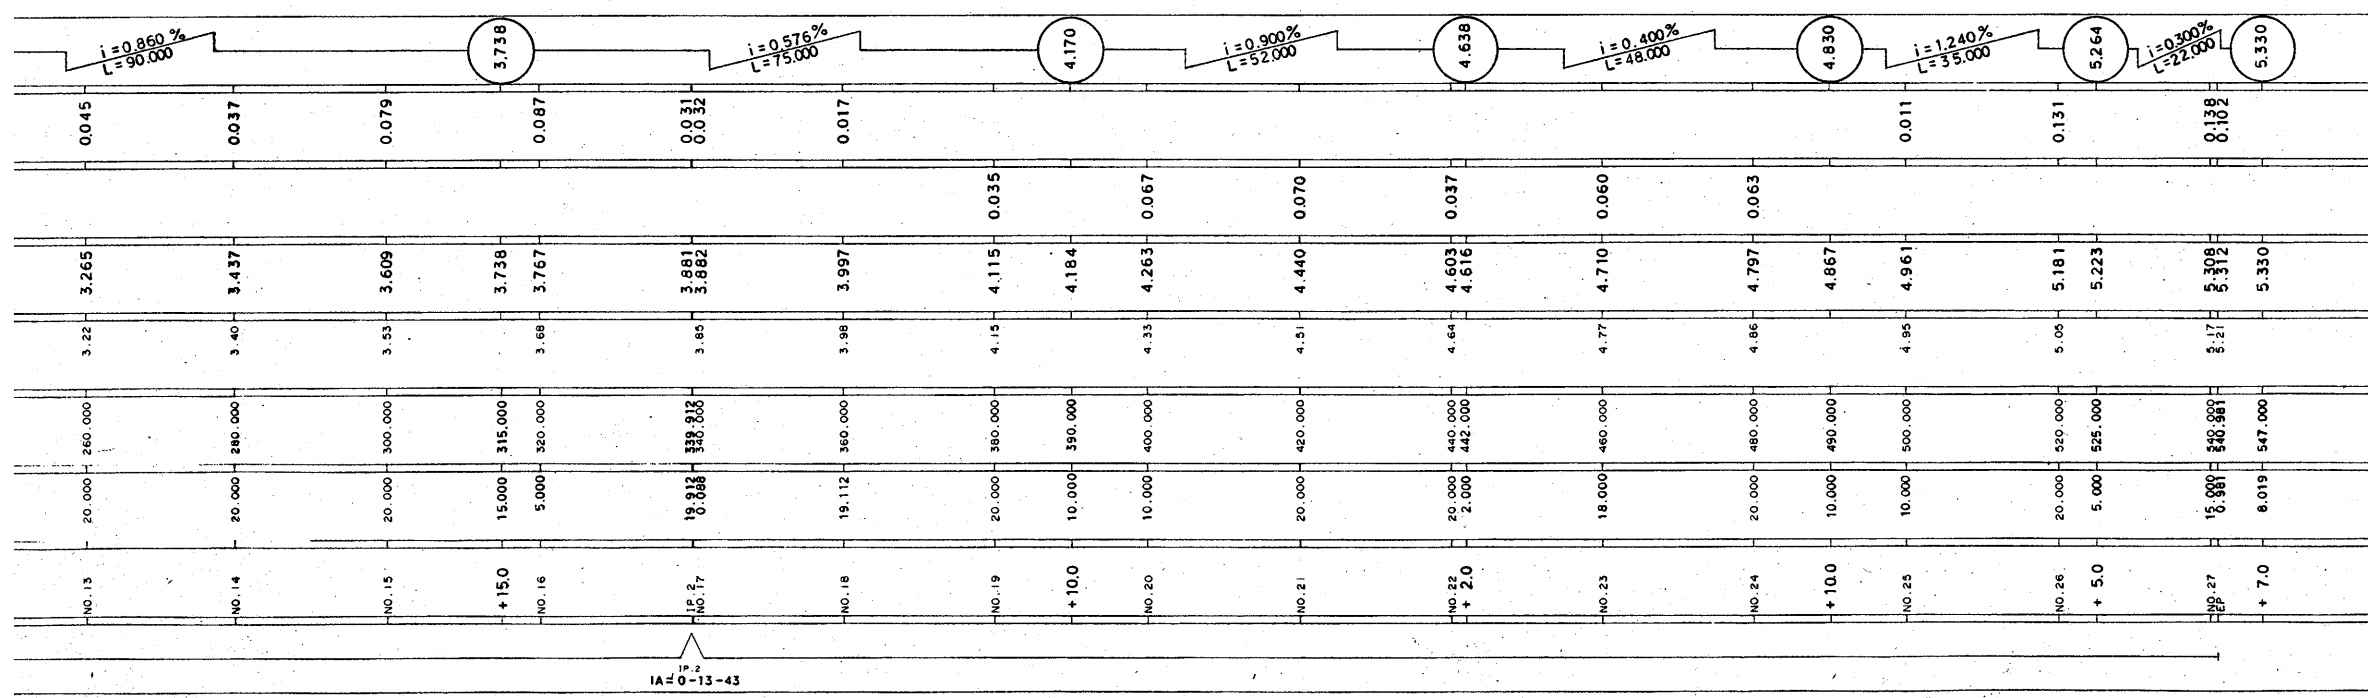 i=0.860% L=90.000 3.738 i=0.576% L=75.000 4.170 i=0.900% L=52.000 4.638 i=0.400% L=48.000 4.830 i=1.240% L=35.000 5.264 i=0.300% L=22.000 5.330
0.045 0.037 0.079 0.087 0.031 0.032 0.017 0.011 0.131 0.138 0.102
0.035 0.067 0.070 0.037 0.060 0.063
3.265 3.437 3.609 3.738 3.767 3.881 3.882 3.997 4.115 4.184 4.263 4.440 4.603 4.616 4.710 4.797 4.867 4.961 5.181 5.223 5.308 5.312 5.330
3.22 3.40 3.53 3.68 3.85 3.98 4.15 4.33 4.51 4.64 4.77 4.86 4.95 5.05 5.17 5.21
260.000 280.000 300.000 315.000 320.000 339.912 340.000 360.000 380.000 390.000 400.000 420.000 440.000 442.000 460.000 480.000 490.000 500.000 520.000 525.000 540.000 540.981 547.000
20.000 20.000 20.000 15.000 5.000 19.912 0.088 19.112 20.000 10.000 10.000 20.000 20.000 2.000 18.000 20.000 10.000 10.000 20.000 5.000 15.000 0.981 8.019
NO.13 NO.14 NO.15 +15.0 NO.16 IP.2 NO.17 NO.18 NO.19 +10.0 NO.20 NO.21 NO.22 + 2.0 NO.23 NO.24 +10.0 NO.25 NO.26 + 5.0 NO.27 EP + 7.0
IP.2
IA=0-13-43